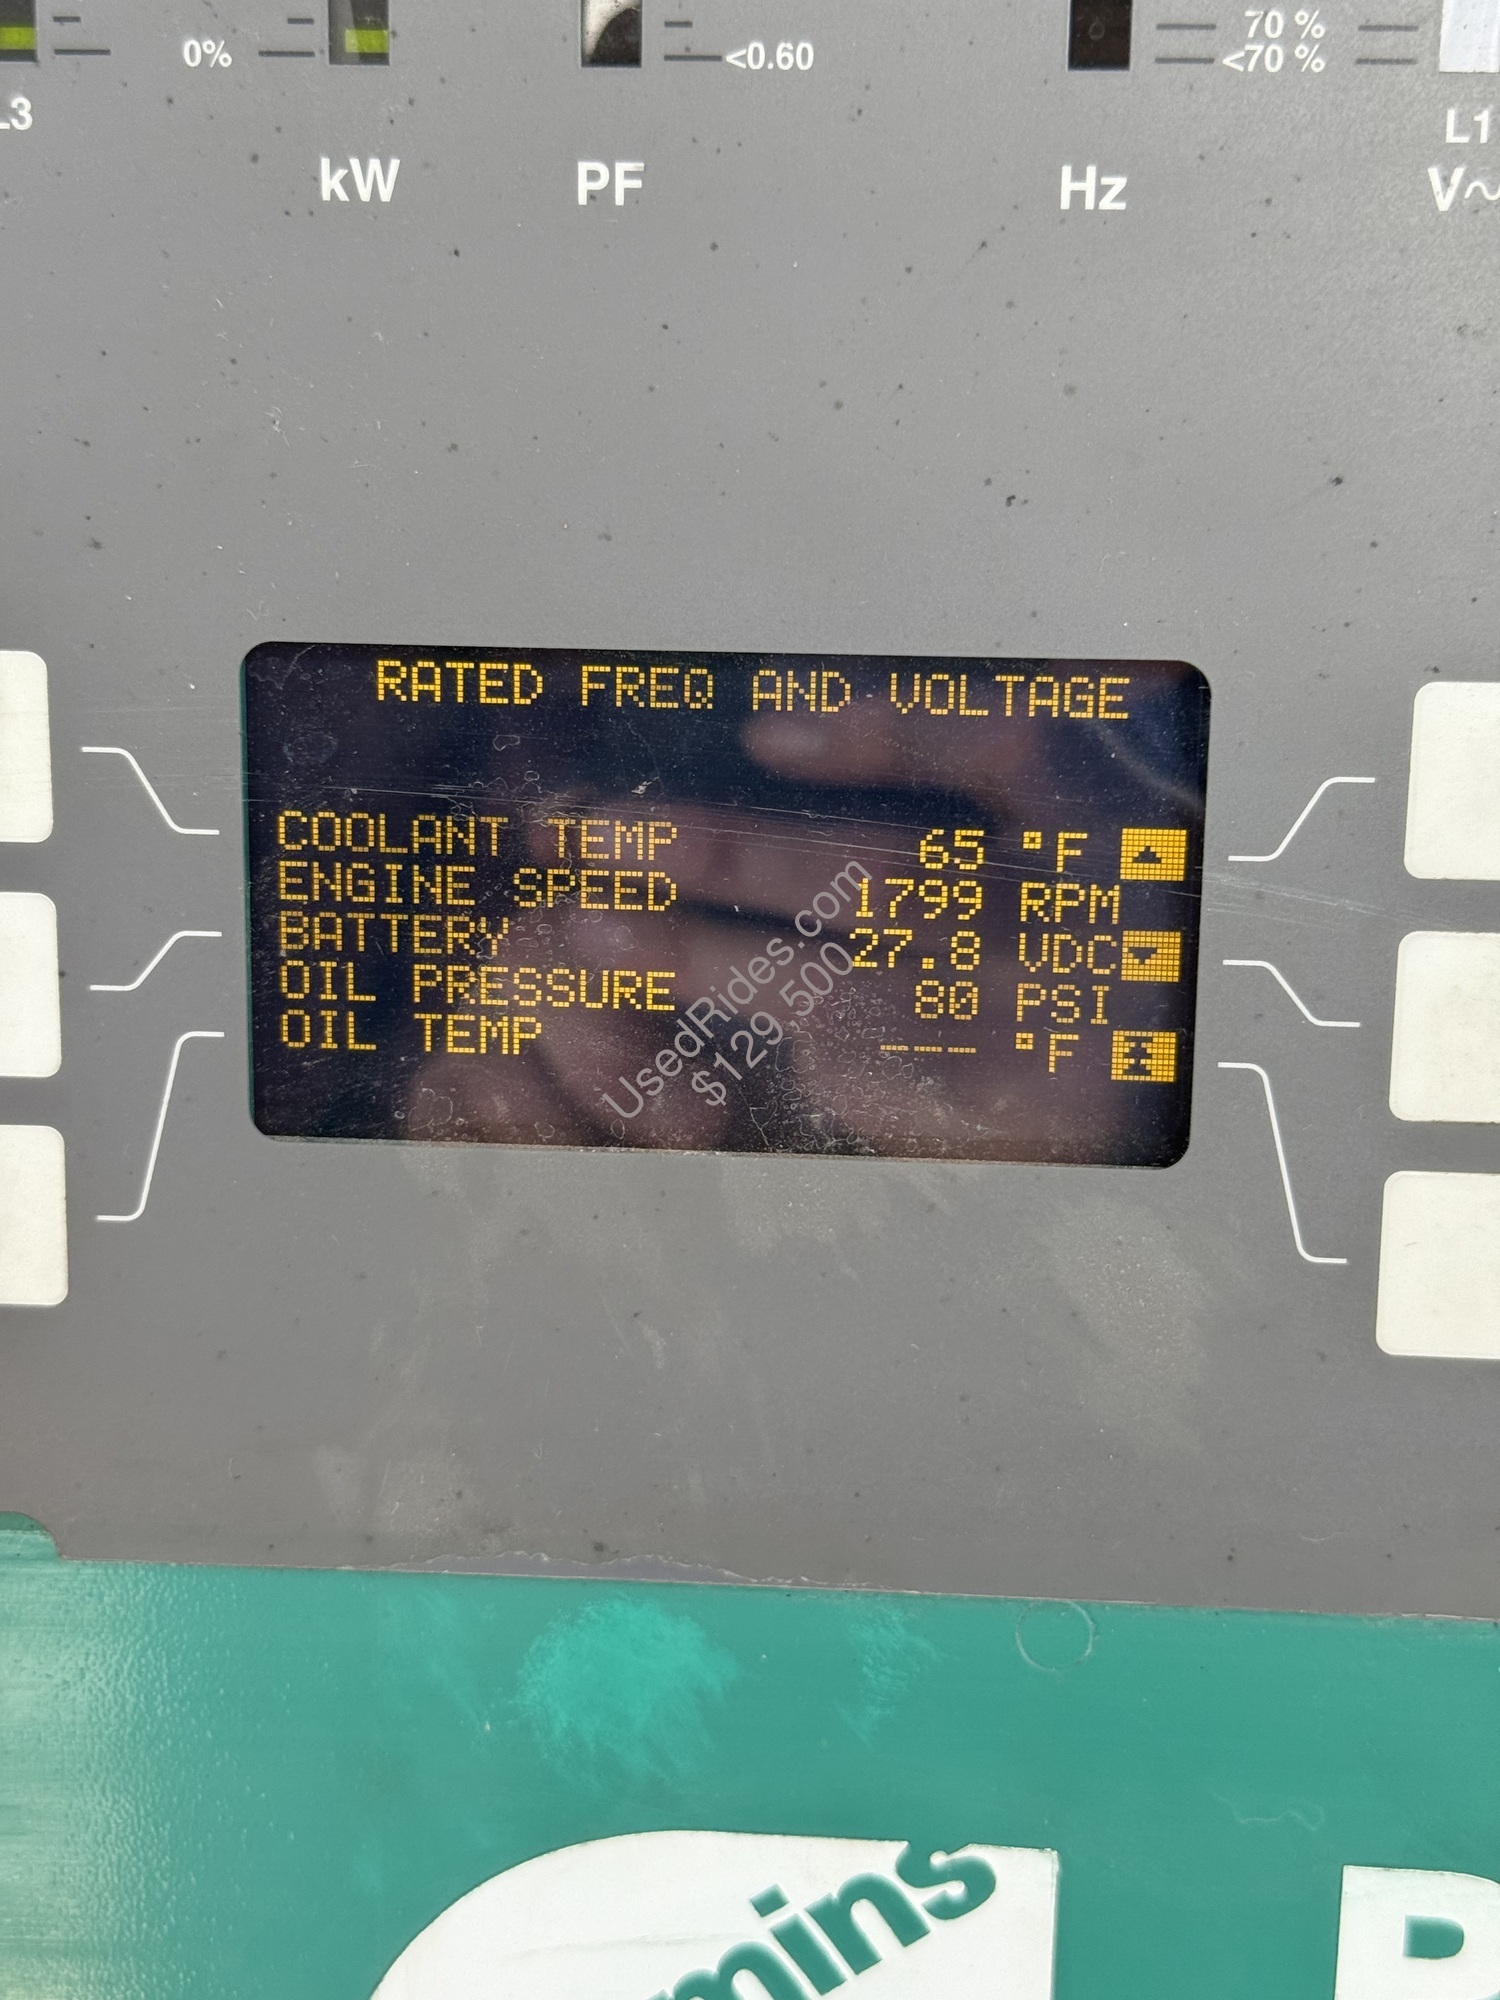 0%
<0.60
70 %
<70 %
L3
kW
PF
Hz
L1
V~
RATED FREQ AND VOLTAGE
COOLANT TEMP 65 °F
ENGINE SPEED 1799 RPM
BATTERY 27.8 VDC
OIL PRESSURE 80 PSI
OIL TEMP ---- °F
UsedRides.com
$129,500
mins